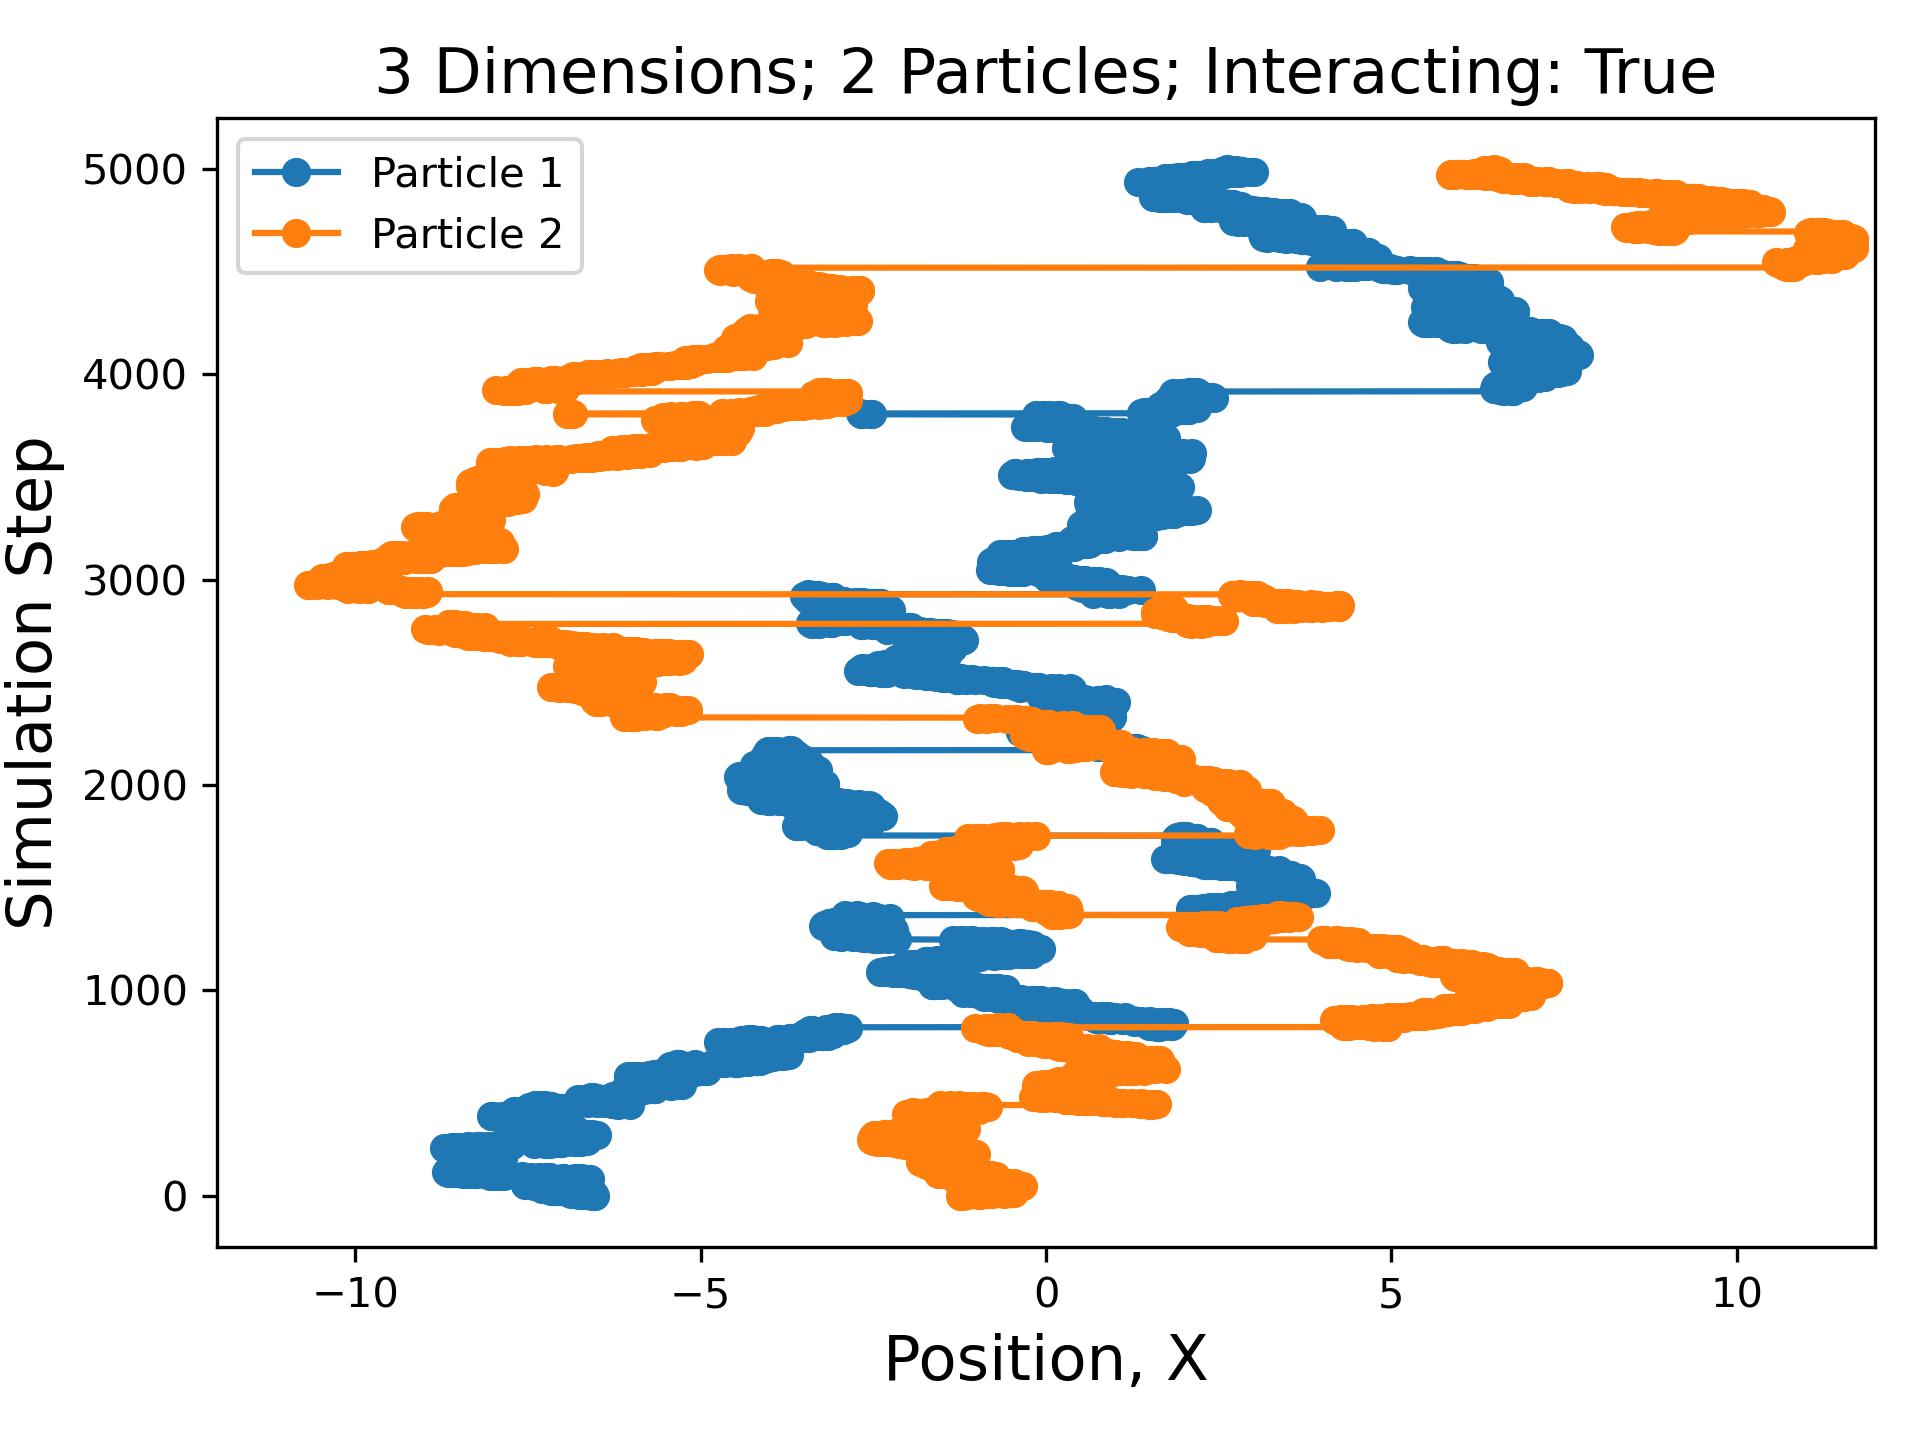 3 Dimensions; 2 Particles; Interacting: True
Particle 1
Particle 2
5000
4000
3000
2000
1000
0
Simulation Step
−10
−5
0
5
10
Position, X